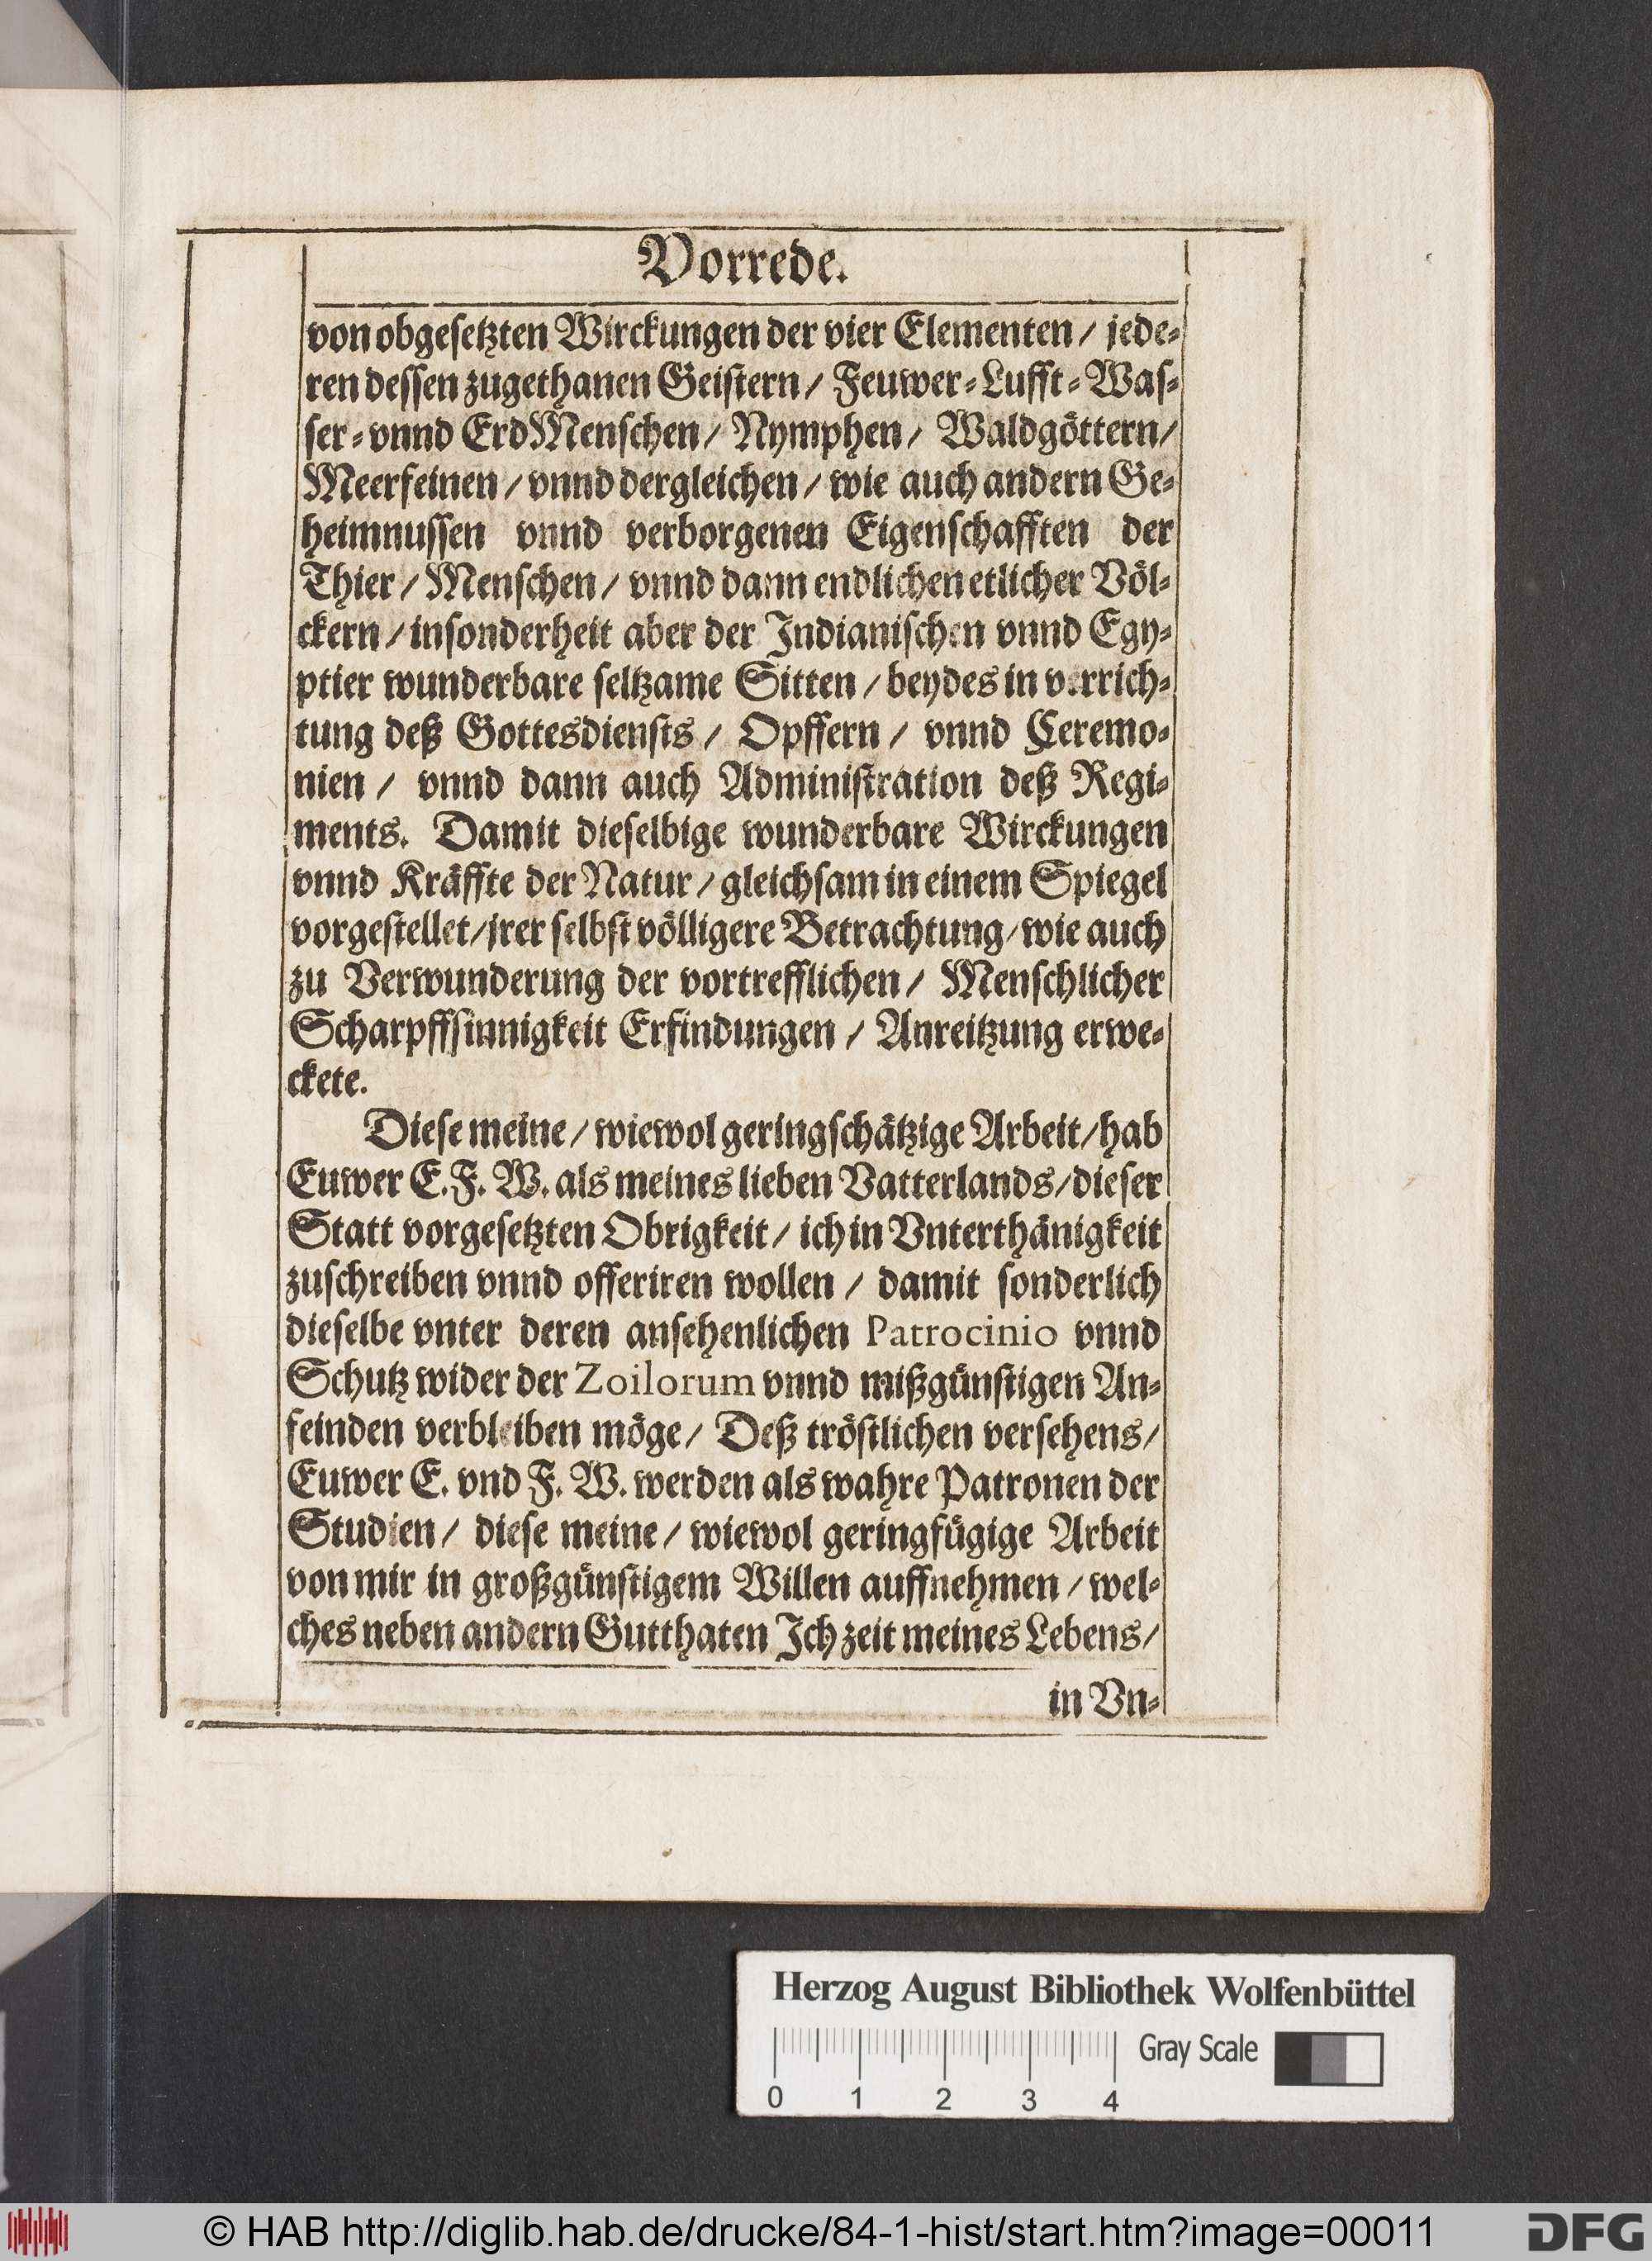 Vorrede.
von obgesetzten Wirckungen der vier Elementen / jede-
ren dessen zugethanen Geistern / Feuwer-Lufft-Was-
ser-vnnd ErdMenschen / Nymphen / Waldgöttern /
Meerfeinen / vnnd dergleichen / wie auch andern Ge-
heimnussen vnnd verborgenen Eigenschafften der
Thier / Menschen / vnnd dann endlichen etlicher Völ-
ckern / insonderheit aber der Indianischen vnnd Egy-
ptier wunderbare seltzame Sitten / beydes in verrich-
tung deß Gottesdiensts / Opffern / vnnd Ceremo-
nien / vnnd dann auch Administration deß Regi-
ments. Damit dieselbige wunderbare Wirckungen
vnnd Kräffte der Natur / gleichsam in einem Spiegel
vorgestellet / jrer selbst völligere Betrachtung / wie auch
zu Verwunderung der vortrefflichen / Menschlicher
Scharpffsinnigkeit Erfindungen / Anreitzung erwe-
ckete.
Diese meine / wiewol geringschätzige Arbeit / hab
Euwer E. F. W. als meines lieben Vatterlands / dieser
Statt vorgesetzten Obrigkeit / ich in Vnterthänigkeit
zuschreiben vnnd offeriren wollen / damit sonderlich
dieselbe vnter deren ansehenlichen Patrocinio vnnd
Schutz wider der Zoilorum vnnd mißgünstigen An-
feinden verbleiben möge / Deß tröstlichen versehens /
Euwer E. vnd F. W. werden als wahre Patronen der
Studien / diese meine / wiewol geringfügige Arbeit
von mir in großgünstigem Willen auffnehmen / wel-
ches neben andern Gutthaten Ich zeit meines Lebens /
in Vn-
Herzog August Bibliothek Wolfenbüttel
Gray Scale
0 1 2 3 4
© HAB http://diglib.hab.de/drucke/84-1-hist/start.htm?image=00011
DFG